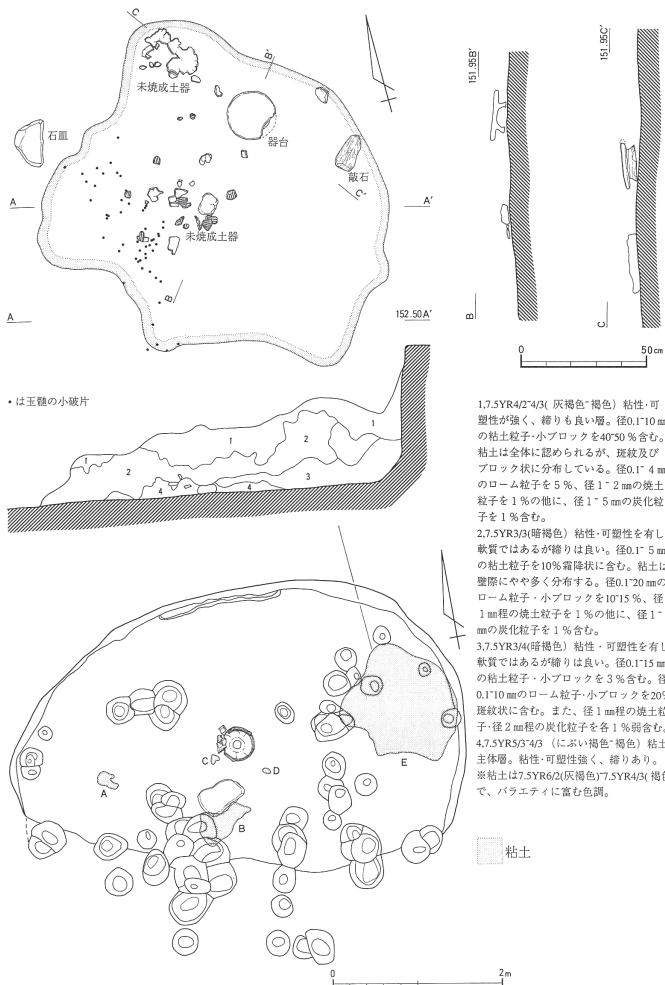 C
B′
151.95B′
151.95C′
未焼成土器
石皿
器台
敲石
C′
A
A′
未焼成土器
B
A
152.50A′
B
C
0
50cm
• は玉髄の小破片
1
1
2
1
2
3
4
4
1,7.5YR4/2~4/3( 灰褐色~褐色）粘性・可
塑性が強く、締りも良い層。径0.1~10㎜
の粘土粒子・小ブロックを40~50％含む。
粘土は全体に認められるが、斑紋及び
ブロック状に分布している。径0.1~ 4㎜
のローム粒子を５％、径１~２㎜の焼土
粒子を１％の他に、径１~５㎜の炭化粒
子を１％含む。
2,7.5YR3/3(暗褐色）粘性・可塑性を有し
軟質ではあるが締りは良い。径0.1~ 5㎜
の粘土粒子を10％霜降状に含む。粘土は
壁際にやや多く分布する。径0.1~20㎜の
ローム粒子・小ブロックを10~15％、径
１㎜程の焼土粒子を１％の他に、径１~
㎜の炭化粒子を１％含む。
3,7.5YR3/4(暗褐色）粘性・可塑性を有し
軟質ではあるが締りは良い。径0.1~15㎜
の粘土粒子・小ブロックを３％含む。径
0.1~10㎜のローム粒子・小ブロックを20％
斑紋状に含む。また、径１㎜程の焼土粒
子・径２㎜程の炭化粒子を各１％弱含む。
4,7.5YR5/3~4/3 （にぶい褐色~褐色）粘土
主体層。粘性・可塑性強く、締りあり。
※粘土は7.5YR6/2(灰褐色)~7.5YR4/3( 褐色
で、バラエティに富む色調。
E
C
D
A
B
粘土
0
2m